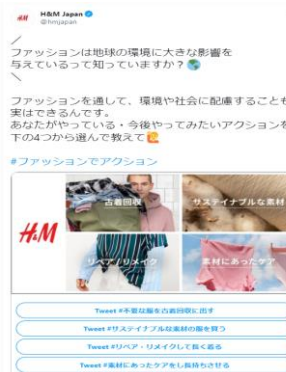 H&M Japan
@hmjapan
／
ファッションは地球の環境に大きな影響を
与えているって知っていますか？🌏
＼
ファッションを通して、環境や社会に配慮することも
実はできるんです。
あなたがやっている・今後やってみたいアクションを
下の4つから選んで教えて🙋
#ファッションでアクション
H&M
古着回収
サステイナブルな素材
リペア／リメイク
素材にあったケア
Tweet #不要な服を古着回収に出す
Tweet #サステイナブルな素材の服を買う
Tweet #リペア・リメイクして長く着る
Tweet #素材にあったケアをし長持ちさせる